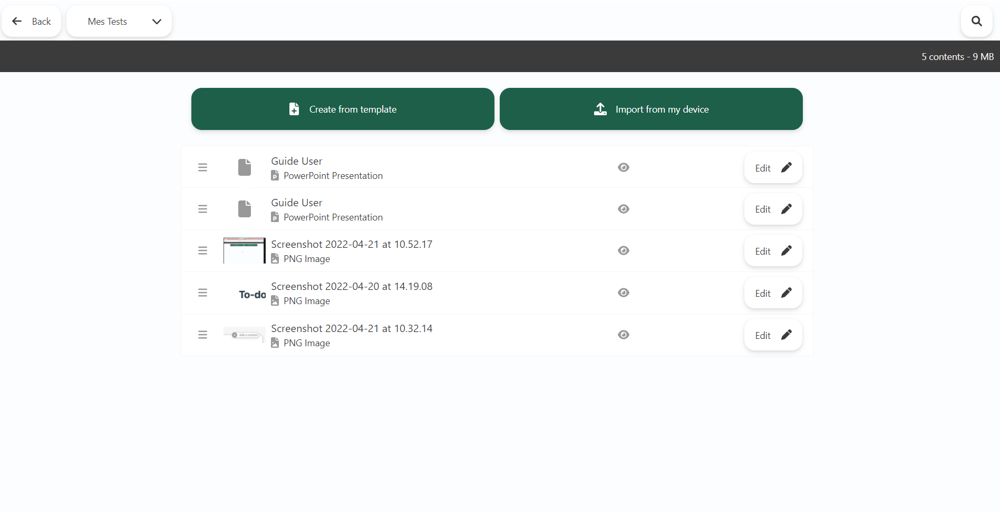 Back
Mes Tests
5 contents - 9 MB
Create from template
Import from my device
Guide User
PowerPoint Presentation
Edit
Guide User
PowerPoint Presentation
Edit
Screenshot 2022-04-21 at 10.52.17
PNG Image
Edit
To-do
Screenshot 2022-04-20 at 14.19.08
PNG Image
Edit
Add a content
Screenshot 2022-04-21 at 10.32.14
PNG Image
Edit